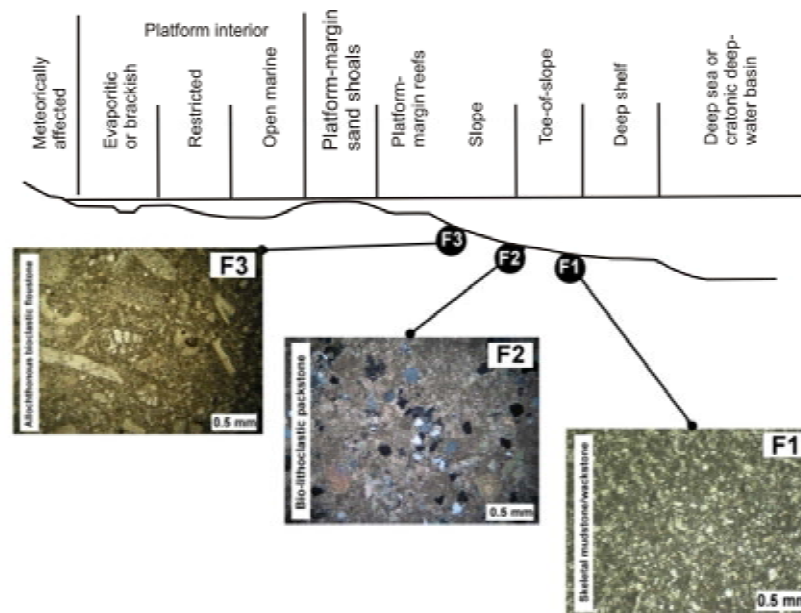 Platform interior
Meteorically
affected
Evaporitic
or brackish
Restricted
Open marine
Platform-margin
sand shoals
Platform-
margin reefs
Slope
Toe-of-slope
Deep shelf
Deep sea or
cratonic deep-
water basin
F3
F2
F1
F3
Allochthonous bioclastic floustone
0.5 mm
F2
Bio-lithoclastic packstone
0.5 mm
F1
Skeletal mudstone/wackstone
0.5 mm